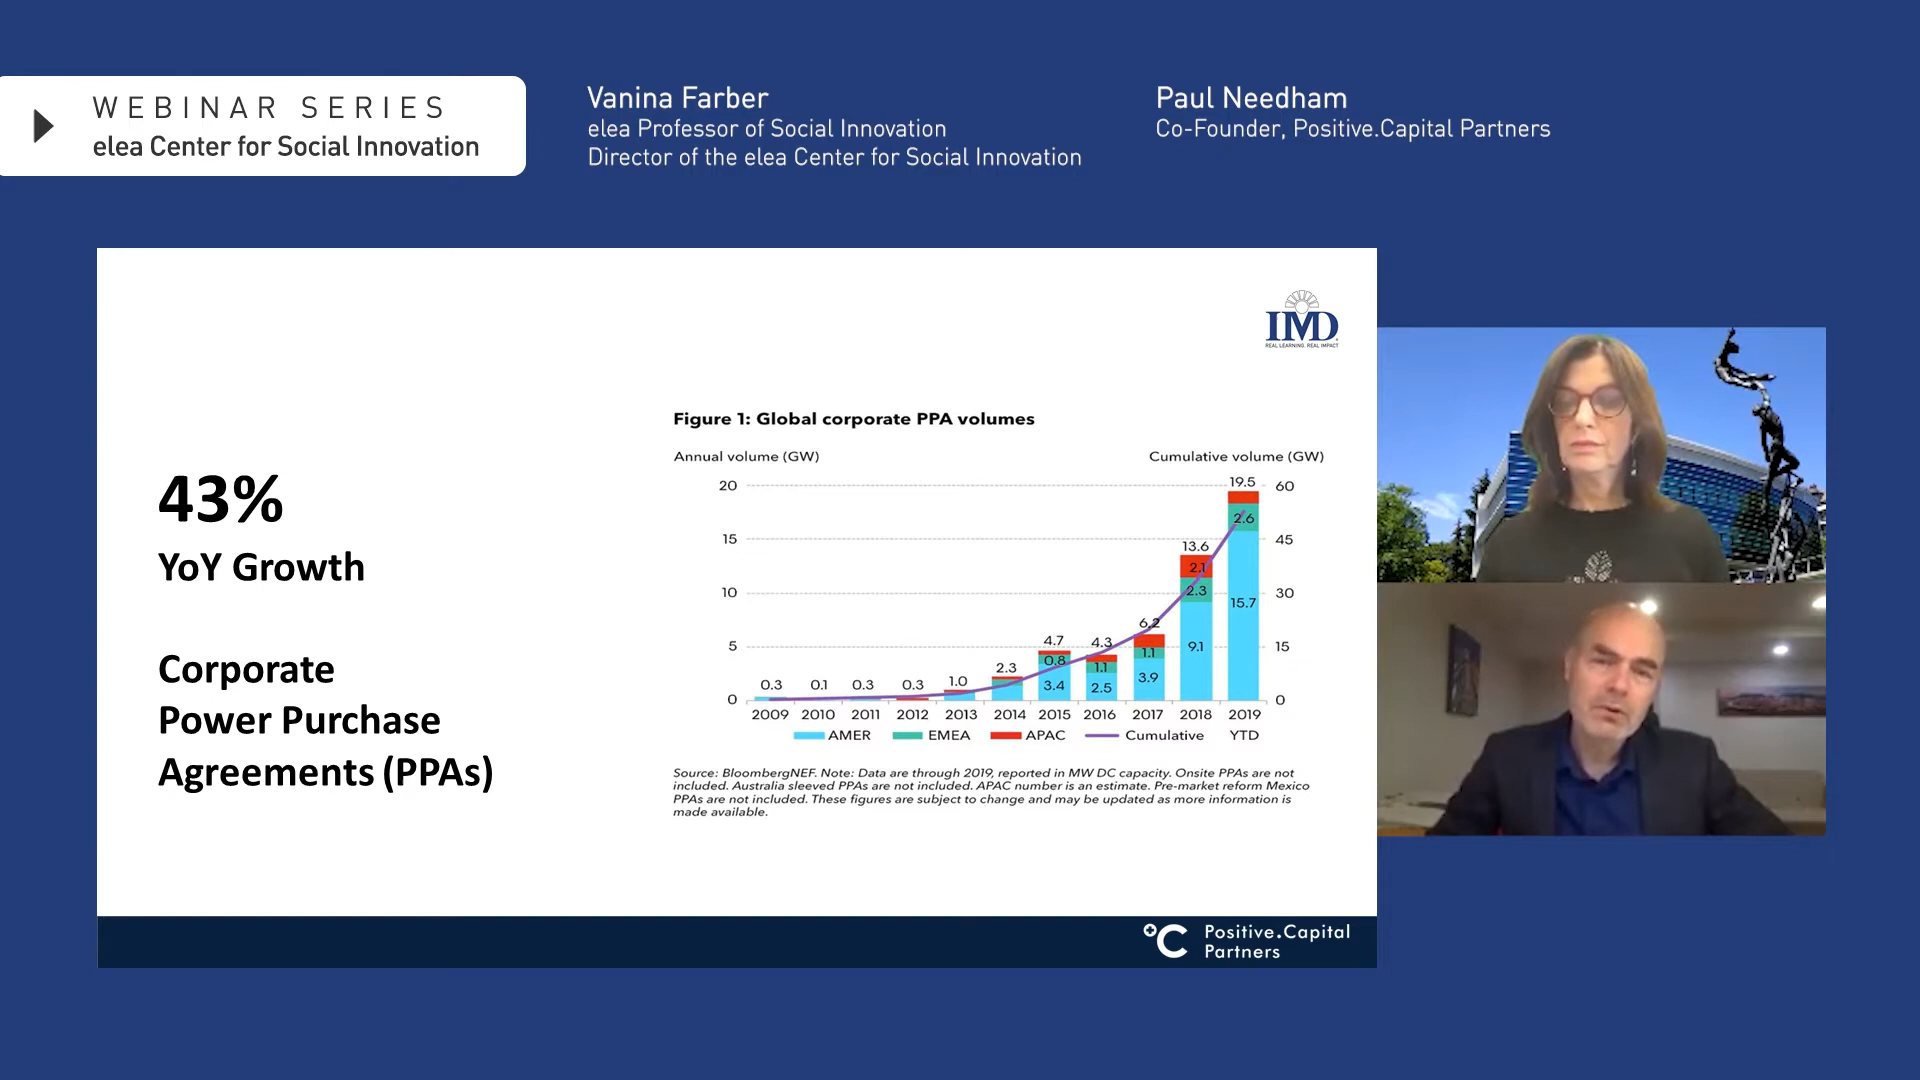 WEBINAR SERIES
elea Center for Social Innovation
Vanina Farber
elea Professor of Social Innovation
Director of the elea Center for Social Innovation
Paul Needham
Co-Founder, Positive.Capital Partners
IMD
REAL LEARNING. REAL IMPACT
43%
YoY Growth
Corporate
Power Purchase
Agreements (PPAs)
Figure 1: Global corporate PPA volumes
Annual volume (GW)
Cumulative volume (GW)
20
15
10
5
0
60
45
30
15
0
0.3
0.1
0.3
0.3
1.0
2.3
4.7
0.8
3.4
4.3
1.1
2.5
6.2
1.1
3.9
13.6
2.1
2.3
9.1
19.5
2.6
15.7
2009 2010 2011 2012 2013 2014 2015 2016 2017 2018 2019
AMER EMEA APAC Cumulative YTD
Source: BloombergNEF. Note: Data are through 2019, reported in MW DC capacity. Onsite PPAs are not
included. Australia sleeved PPAs are not included. APAC number is an estimate. Pre-market reform Mexico
PPAs are not included. These figures are subject to change and may be updated as more information is
made available.
°C Positive.Capital
Partners